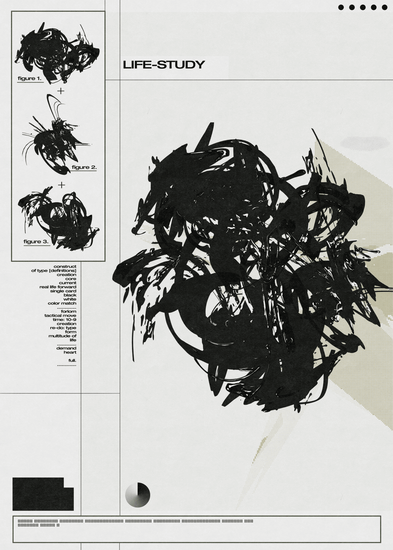 LIFE-STUDY
figure 1.
+
figure 2.
+
figure 3.
construct
of type [definitions]
creation
core
current
real life forward
single card
black
white
color match
forlorn
tactical move
time: 10-9
creation
re-do: type
form
multitude of
life
demand
heart
full.